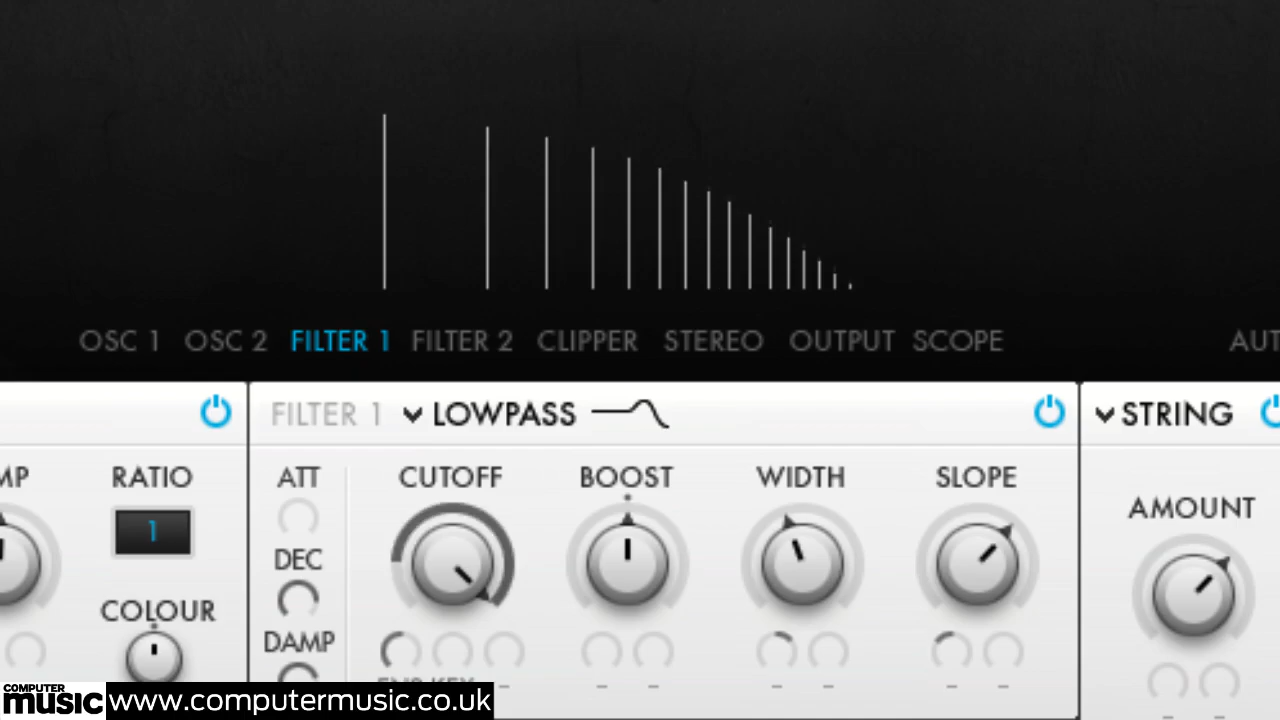 OSC 1 OSC 2 FILTER 1 FILTER 2 CLIPPER STEREO OUTPUT SCOPE
FILTER 1 LOWPASS STRING
RATIO ATT CUTOFF BOOST WIDTH SLOPE
1
AMOUNT
DEC
COLOUR
DAMP
COMPUTER
music www.computermusic.co.uk